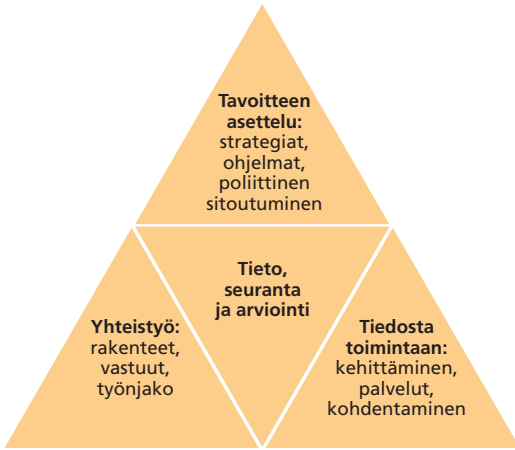 Tavoitteen
asettelu:
strategiat,
ohjelmat,
poliittinen
sitoutuminen
Tieto,
seuranta
ja arviointi
Yhteistyö:
rakenteet,
vastuut,
työnjako
Tiedosta
toimintaan:
kehittäminen,
palvelut,
kohdentaminen